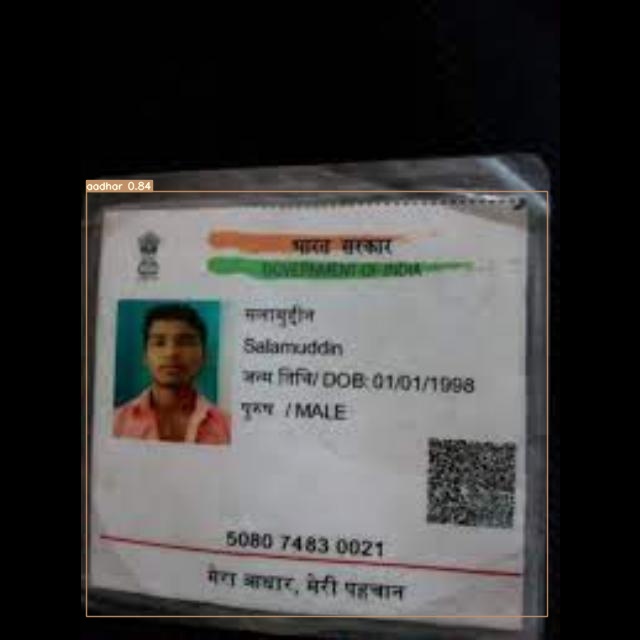 aadhar 0.84
भारत सरकार
GOVERNMENT OF INDIA
सलामुद्दीन
Salamuddin
जन्म तिथि/ DOB: 01/01/1998
पुरुष / MALE
5080 7483 0021
मेरा आधार, मेरी पहचान